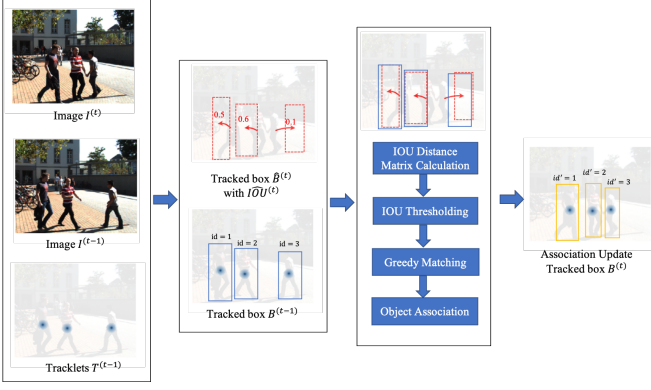 Image I^(t)
Image I^(t-1)
Tracklets T^(t-1)
0.5
0.6
0.1
Tracked box B̂^(t)
with IOÛ^(t)
id = 1
id = 2
id = 3
Tracked box B^(t-1)
IOU Distance
Matrix Calculation
IOU Thresholding
Greedy Matching
Object Association
id' = 1
id' = 2
id' = 3
Association Update
Tracked box B^(t)